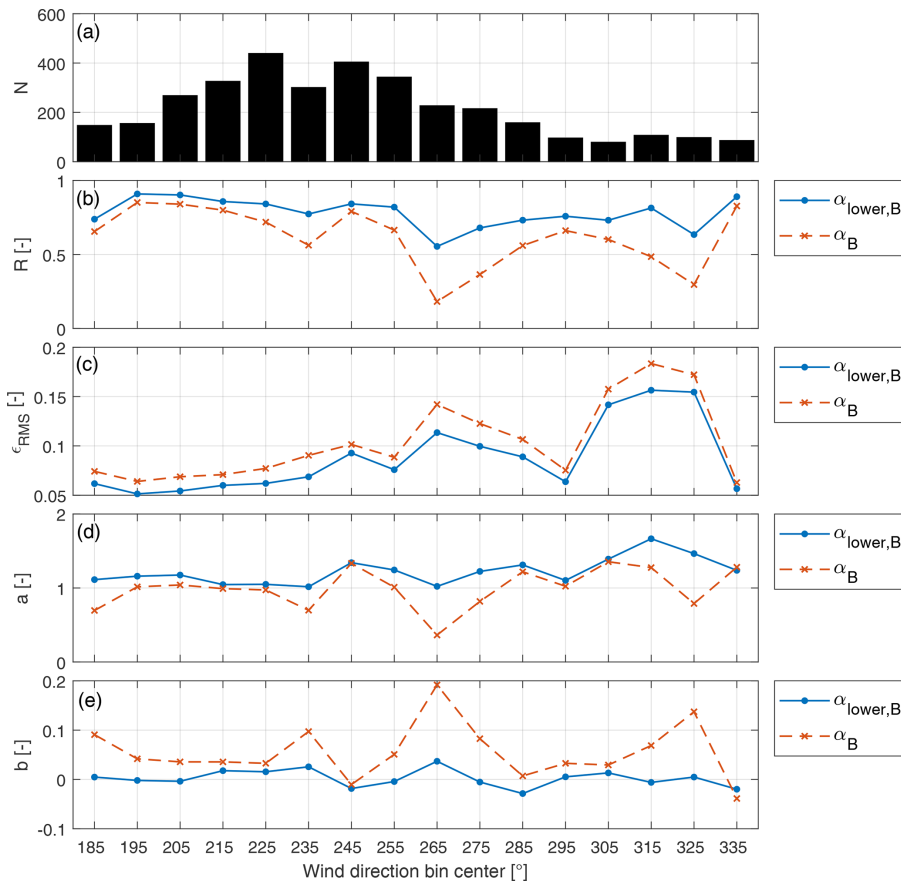 (a)
600
400
200
0
N
(b)
1
0.5
0
R [-]
α_lower,B
α_B
(c)
0.2
0.15
0.1
0.05
ϵ_RMS [-]
α_lower,B
α_B
(d)
2
1
0
a [-]
α_lower,B
α_B
(e)
0.2
0.1
0
-0.1
b [-]
α_lower,B
α_B
185 195 205 215 225 235 245 255 265 275 285 295 305 315 325 335
Wind direction bin center [°]